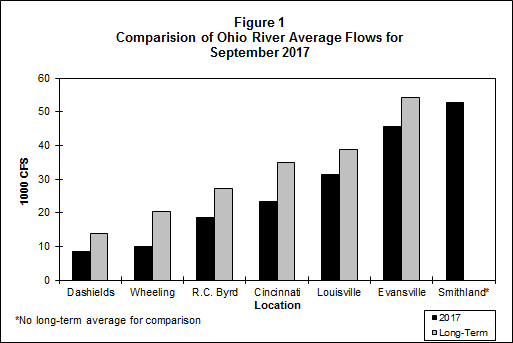 Figure 1
Comparision of Ohio River Average Flows for
September 2017
60
50
40
30
20
10
0
1000 CFS
Dashields Wheeling R.C. Byrd Cincinnati Louisville Evansville Smithland*
Location
*No long-term average for comparison
2017
Long-Term